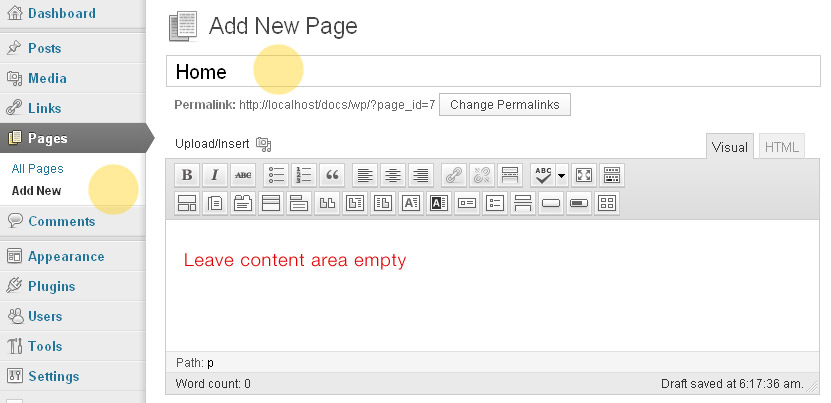 Dashboard
Posts
Media
Links
Pages
All Pages
Add New
Comments
Appearance
Plugins
Users
Tools
Settings
Add New Page
Home
Permalink: http://localhost/docs/wp/?page_id=7 Change Permalinks
Upload/Insert
Visual HTML
B I ABC ABC
Leave content area empty
Path: p
Word count: 0 Draft saved at 6:17:36 am.